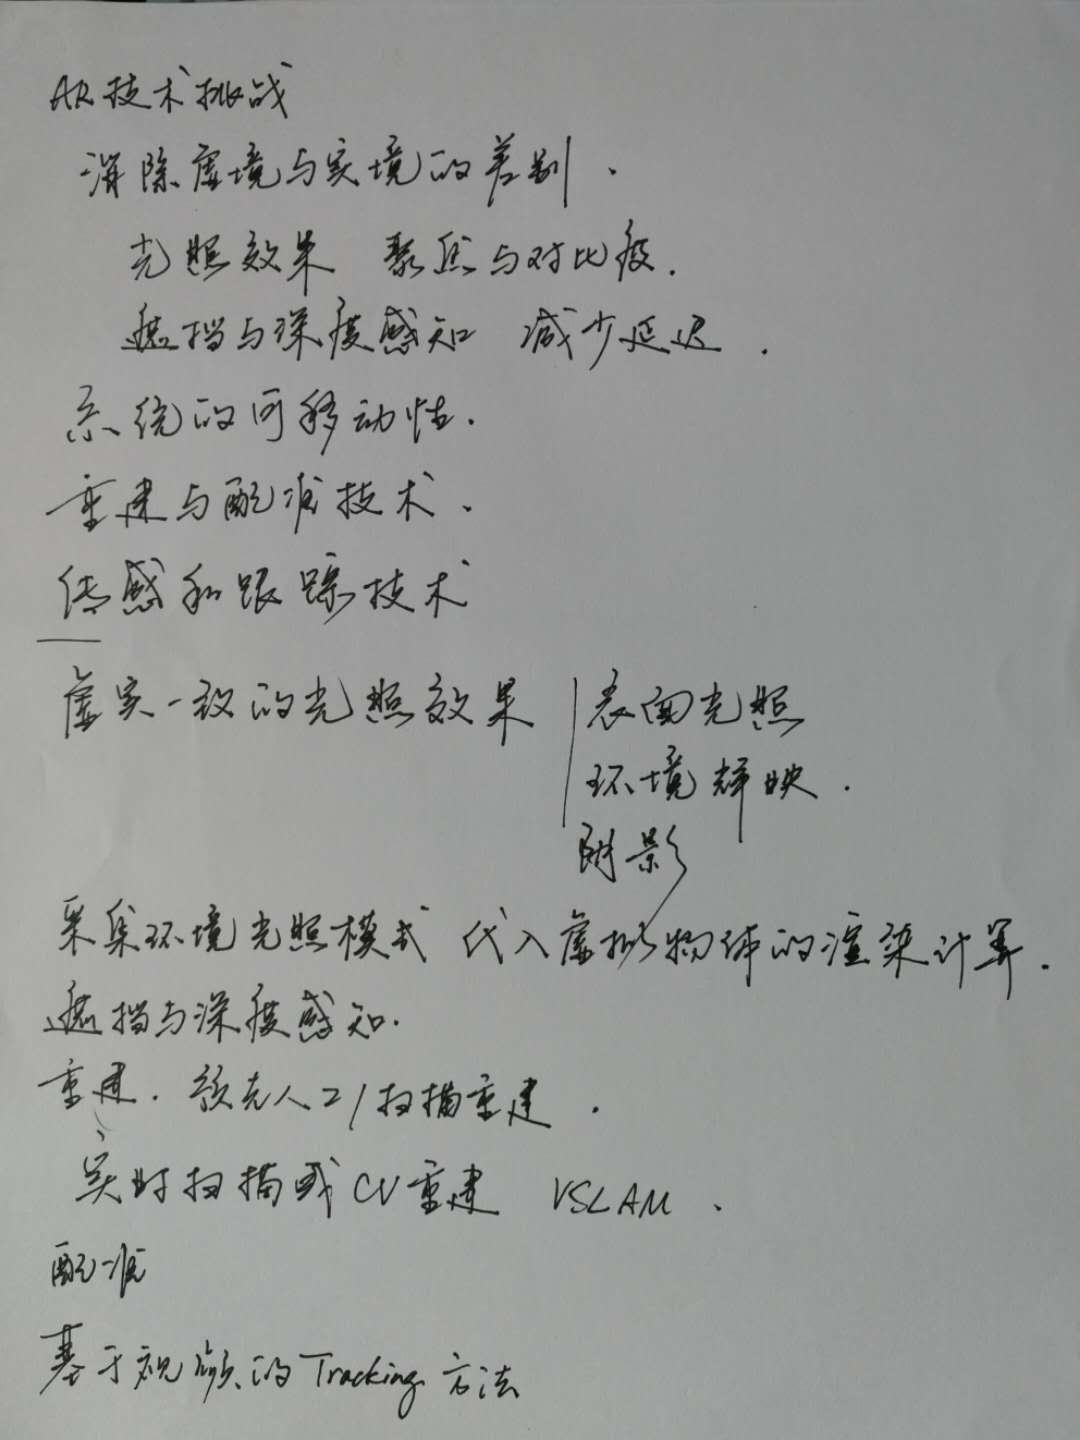 AR技术挑战
消除虚境与实境的差别.
光照效果 聚焦与对比度.
遮挡与深度感知 减少延迟.
系统的可移动性.
重建与配准技术.
传感和跟踪技术
虚实一致的光照效果 表面光照
环境辉映.
阴影
采集环境光照模式 代入虚拟物体的渲染计算.
遮挡与深度感知.
重建. 预先人工/扫描重建.
实时扫描或CV重建 VSLAM.
配准
基于视频的Tracking方法